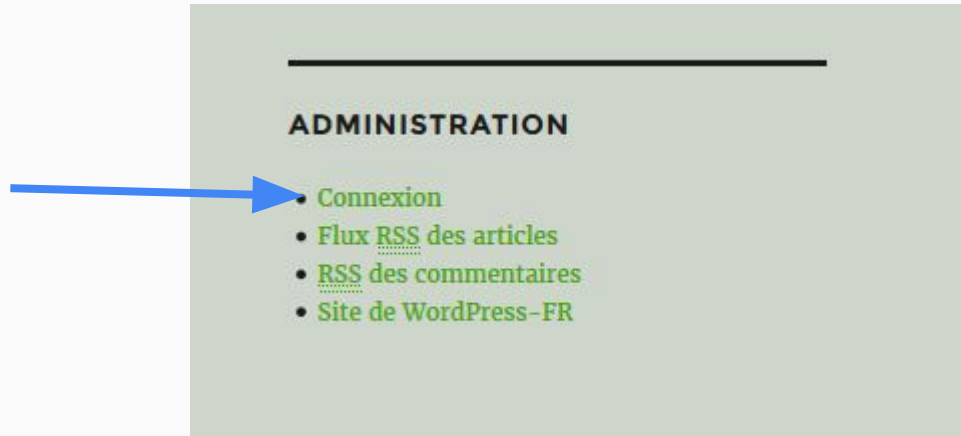 ADMINISTRATION
Connexion
Flux RSS des articles
RSS des commentaires
Site de WordPress-FR